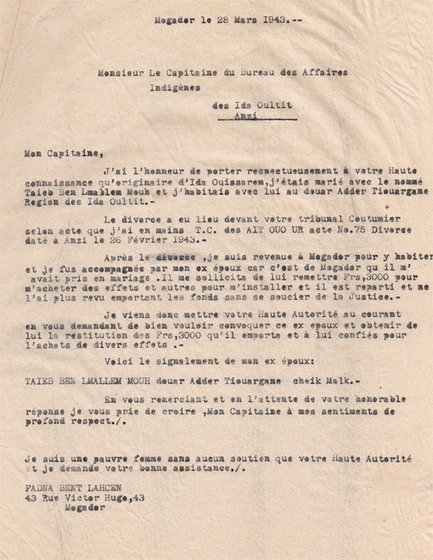 Mogador le 28 Mars 1943.--
Monsieur Le Capitaine du Bureau des Affaires
Indigènes
des Ida Oultit
Anzi
Mon Capitaine,
J'ai l'honneur de porter respectueusement à votre Haute
connaissance qu'originaire d'Ida Ouissarem,j'étais marié avec le nommé
Taieb Ben Lmallem Mouh et j'habitais avec lui au douar Adder Tiouargane
Region des Ida Oultit.-
Le divorce a eu lieu devant votre tribunal Coutumier
selon acte que j'ai en mains T.C. des AIT OUO UR acte No.75 Divorce
daté à Anzi le 26 Février 1943.-
Après le divorce ,je suis revenue à Mogador pour y habiter
et je fus accompagnée par mon ex époux car c'est de Mogador qu'il m'
avait pris en mariage .Il me sollicita de lui remettre Frs,3000 pour
m'acheter des effets et autres pour m'installer et il est reparti et ne
l'ai plus revu emportant les fonds sans se soucier de la Justice.-
Je viens donc mettre votre Haute Autorité au courant
en vous demandant de bien vouloir convoquer ce ex epoux et obtenir de
lui la restitution des Frs,3000 qu'il emporta et à lui confiés pour
l'achats de divers effets .-
Voici le signalement de mon ex époux:
TAIEB BEN LMALLEM MOUH douar Adder Tiouargane cheik Malk.-
En vous remerciant et en l'attente de votre honorable
réponse je vous prie de croire ,Mon Capitaine à mes sentiments de
profond respect./.
Je suis une pauvre femme sans aucun soutien que votre Haute Autorité
et je demande votre bonne assistance./.
FADNA BENT LAHCEN
43 Rue Victor Hugo,43
Mogador